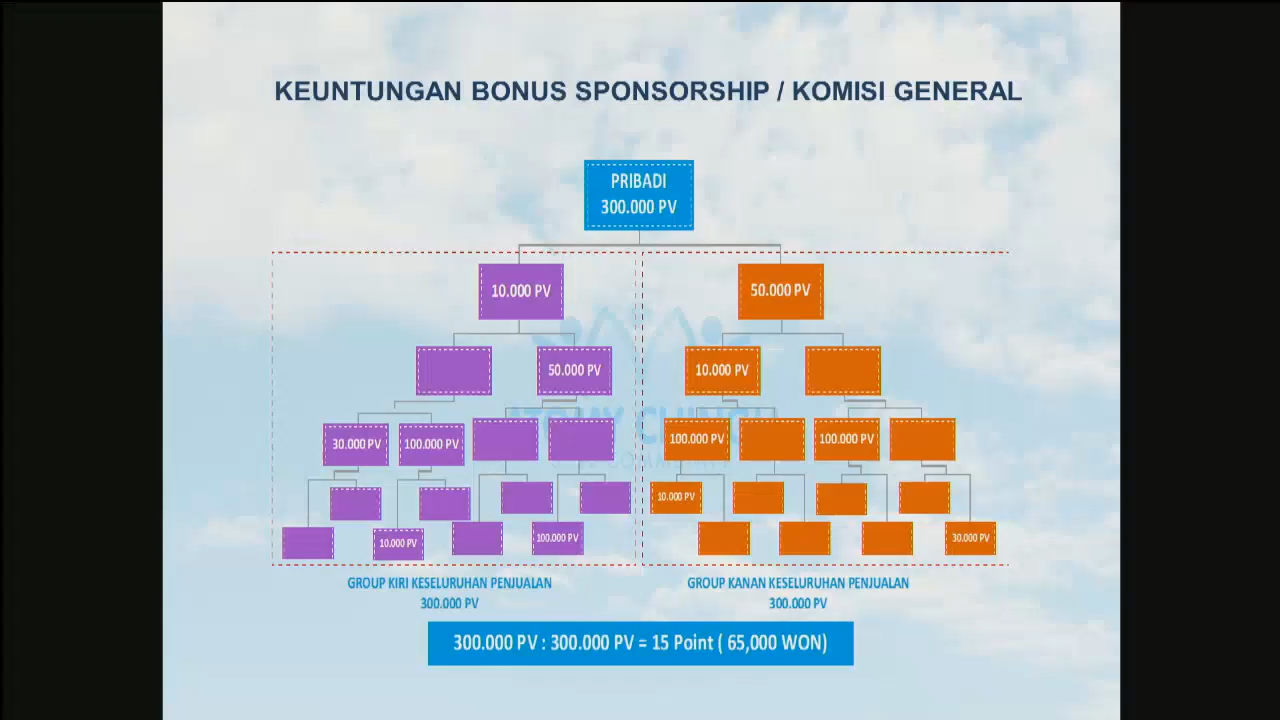 KEUNTUNGAN BONUS SPONSORSHIP / KOMISI GENERAL
PRIBADI
300.000 PV
10.000 PV
50.000 PV
50.000 PV
10.000 PV
30.000 PV
100.000 PV
100.000 PV
100.000 PV
10.000 PV
10.000 PV
100.000 PV
30.000 PV
GROUP KIRI KESELURUHAN PENJUALAN
300.000 PV
GROUP KANAN KESELURUHAN PENJUALAN
300.000 PV
300.000 PV : 300.000 PV = 15 Point ( 65,000 WON)